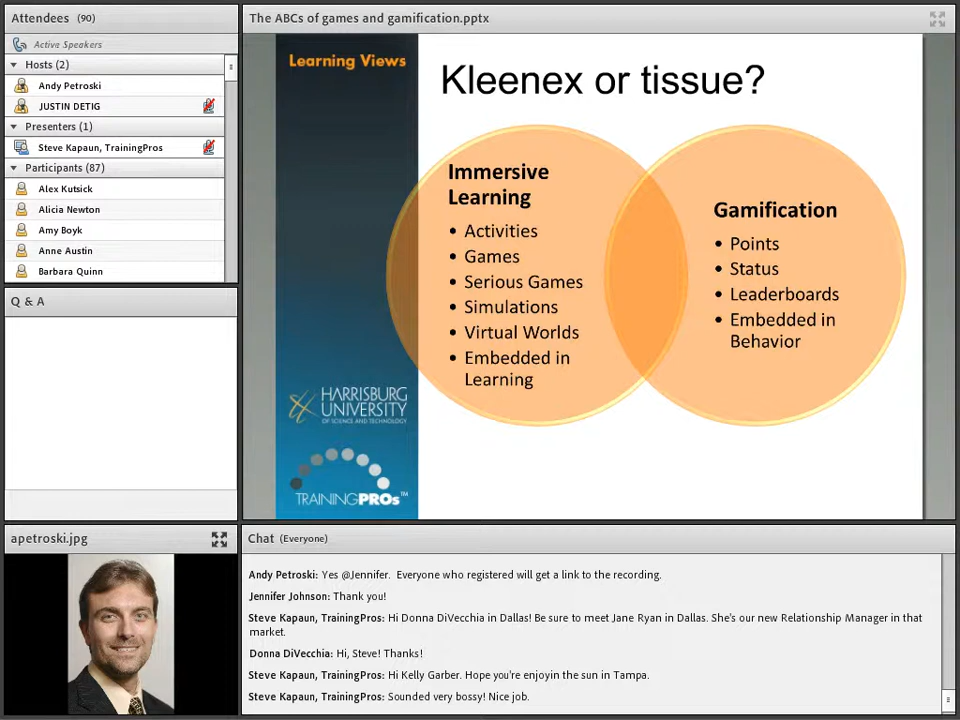 Attendees (90)
Active Speakers
Hosts (2)
Andy Petroski
JUSTIN DETIG
Presenters (1)
Steve Kapaun, TrainingPros
Participants (87)
Alex Kutsick
Alicia Newton
Amy Boyk
Anne Austin
Barbara Quinn
Q & A
apetroski.jpg
The ABCs of games and gamification.pptx
Learning Views
Kleenex or tissue?
Immersive
Learning
• Activities
• Games
• Serious Games
• Simulations
• Virtual Worlds
• Embedded in
Learning
Gamification
• Points
• Status
• Leaderboards
• Embedded in
Behavior
HARRISBURG
UNIVERSITY
OF SCIENCE AND TECHNOLOGY
TRAININGPROs™
Chat (Everyone)
Andy Petroski: Yes @Jennifer. Everyone who registered will get a link to the recording.
Jennifer Johnson: Thank you!
Steve Kapaun, TrainingPros: Hi Donna DiVecchia in Dallas! Be sure to meet Jane Ryan in Dallas. She's our new Relationship Manager in that
market.
Donna DiVecchia: Hi, Steve! Thanks!
Steve Kapaun, TrainingPros: Hi Kelly Garber. Hope you're enjoyin the sun in Tampa.
Steve Kapaun, TrainingPros: Sounded very bossy! Nice job.